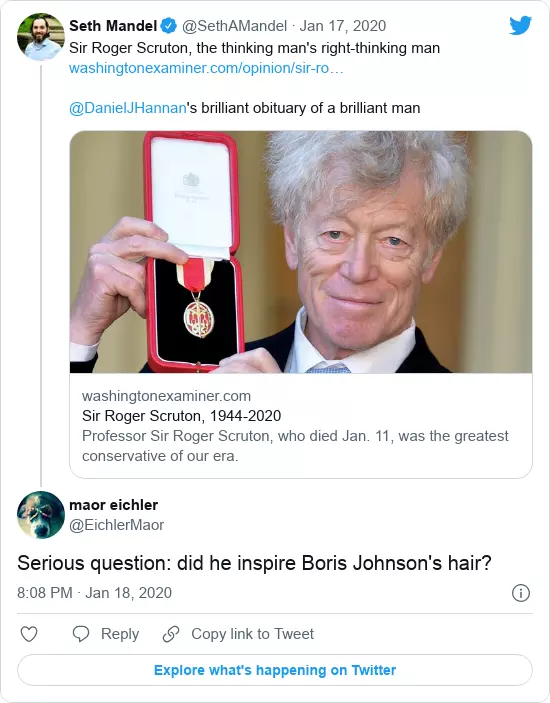 Seth Mandel @SethAMandel · Jan 17, 2020
Sir Roger Scruton, the thinking man's right-thinking man
washingtonexaminer.com/opinion/sir-ro…
@DanielJHannan's brilliant obituary of a brilliant man
washingtonexaminer.com
Sir Roger Scruton, 1944-2020
Professor Sir Roger Scruton, who died Jan. 11, was the greatest
conservative of our era.
maor eichler
@EichlerMaor
Serious question: did he inspire Boris Johnson's hair?
8:08 PM · Jan 18, 2020
Reply Copy link to Tweet
Explore what's happening on Twitter